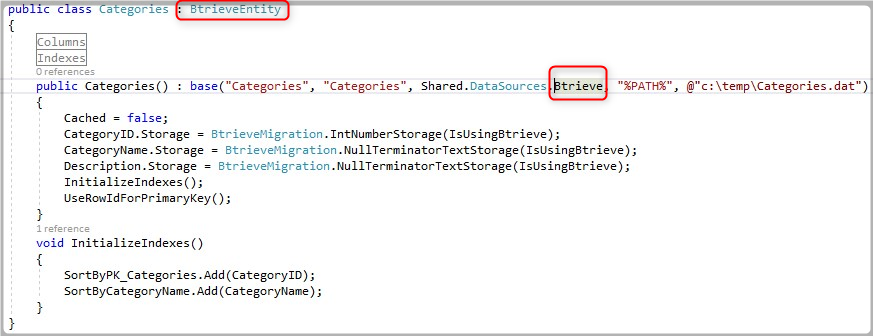 public class Categories : BtrieveEntity
{
Columns
Indexes
0 references
public Categories() : base("Categories", "Categories", Shared.DataSources.Btrieve, "%PATH%", @"c:\temp\Categories.dat")
{
Cached = false;
CategoryID.Storage = BtrieveMigration.IntNumberStorage(IsUsingBtrieve);
CategoryName.Storage = BtrieveMigration.NullTerminatorTextStorage(IsUsingBtrieve);
Description.Storage = BtrieveMigration.NullTerminatorTextStorage(IsUsingBtrieve);
InitializeIndexes();
UseRowIdForPrimaryKey();
}
1 reference
void InitializeIndexes()
{
SortByPK_Categories.Add(CategoryID);
SortByCategoryName.Add(CategoryName);
}
}